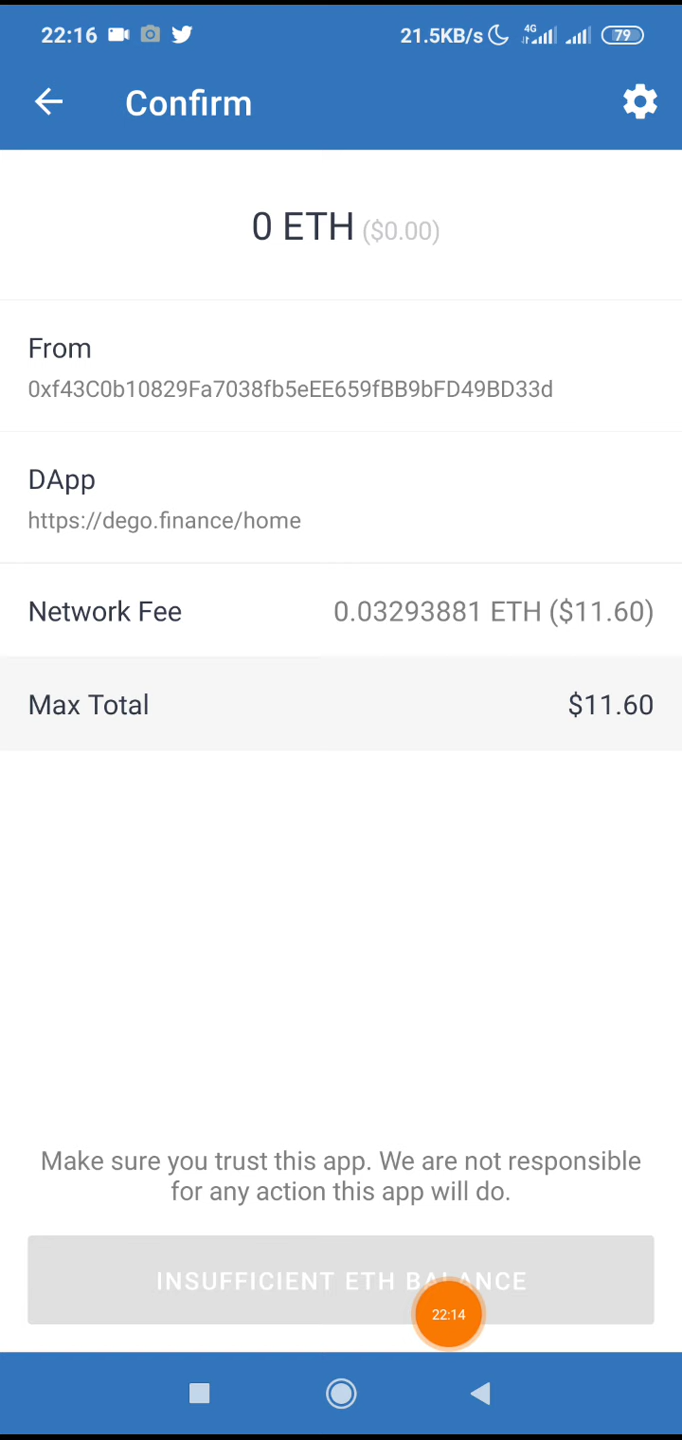 22:16 21.5KB/s 4G 79
Confirm
0 ETH ($0.00)
From
0xf43C0b10829Fa7038fb5eEE659fBB9bFD49BD33d
DApp
https://dego.finance/home
Network Fee 0.03293881 ETH ($11.60)
Max Total $11.60
Make sure you trust this app. We are not responsible
for any action this app will do.
INSUFFICIENT ETH BALANCE
22:14